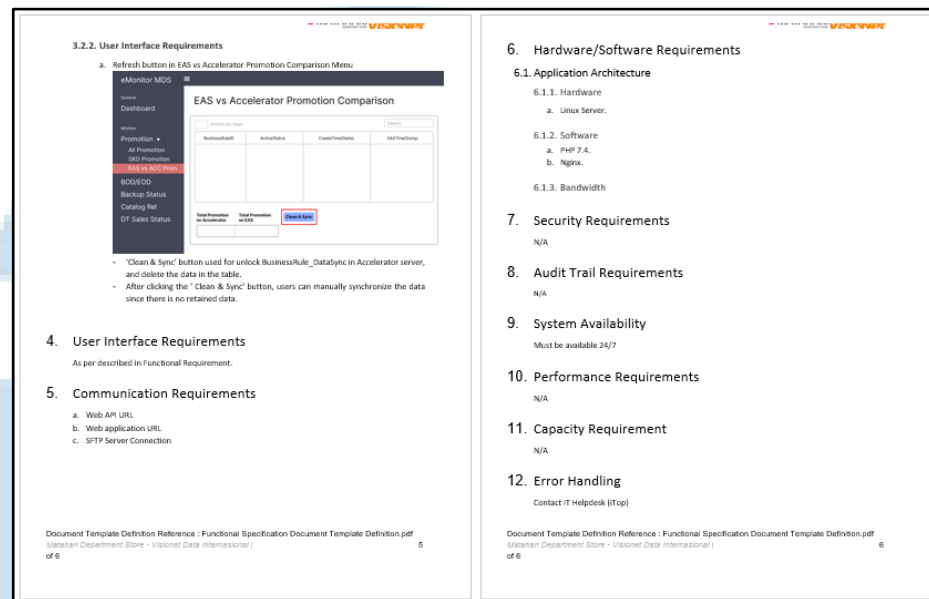 VISIONET
3.2.2. User Interface Requirements
a. Refresh button in EAS vs Accelerator Promotion Comparison Menu
eMonitor MDS
General
Dashboard
Monitor
Promotion
All Promotion
SKD Promotion
EAS vs ACC Prom
BOD/EOD
Backup Status
Catalog Rel
DT Sales Status
EAS vs Accelerator Promotion Comparison
entries per page
Search
BusinessRuleID ActiveStatus CreateTimeStamp EASTimeStamp
Total Promotion on Accelerator
Total Promotion on EAS
Clean & Sync
- 'Clean & Sync' button used for unlock BusinessRule_DataSync in Accelerator server,
and delete the data in the table.
- After clicking the ' Clean & Sync' button, users can manually synchronize the data
since there is no retained data.
4. User Interface Requirements
As per described in Functional Requirement.
5. Communication Requirements
a. Web API URL
b. Web application URL
c. SFTP Server Connection
Document Template Definition Reference : Functional Specification Document Template Definition.pdf
Matahari Department Store - Visionet Data Internasional | 5
of 6
VISIONET
6. Hardware/Software Requirements
6.1. Application Architecture
6.1.1. Hardware
a. Linux Server.
6.1.2. Software
a. PHP 7.4.
b. Nginx.
6.1.3. Bandwidth
7. Security Requirements
N/A
8. Audit Trail Requirements
N/A
9. System Availability
Must be available 24/7
10. Performance Requirements
N/A
11. Capacity Requirement
N/A
12. Error Handling
Contact IT Helpdesk (iTop)
Document Template Definition Reference : Functional Specification Document Template Definition.pdf
Matahari Department Store - Visionet Data Internasional | 6
of 6